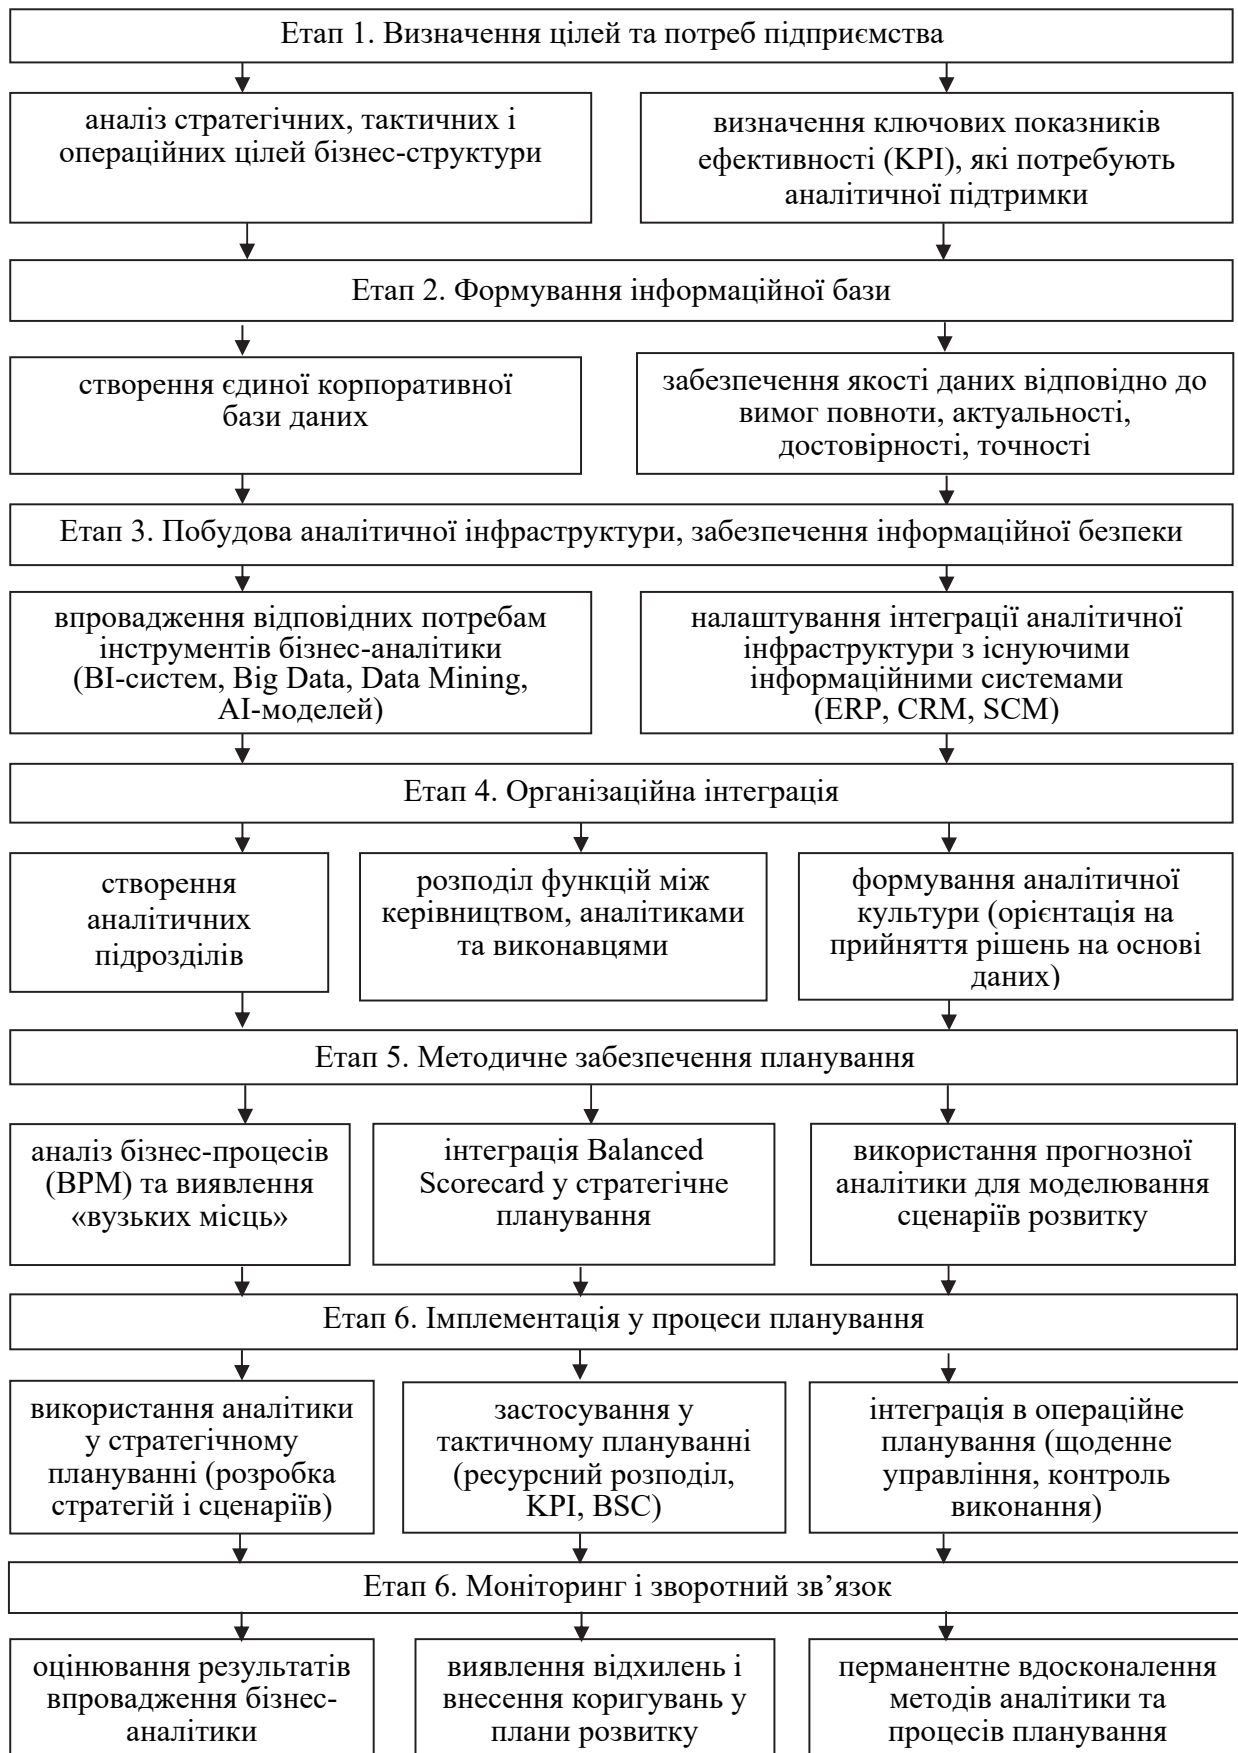 Етап 1. Визначення цілей та потреб підприємства
аналіз стратегічних, тактичних і
операційних цілей бізнес-структури
визначення ключових показників
ефективності (KPI), які потребують
аналітичної підтримки
Етап 2. Формування інформаційної бази
створення єдиної корпоративної
бази даних
забезпечення якості даних відповідно до
вимог повноти, актуальності,
достовірності, точності
Етап 3. Побудова аналітичної інфраструктури, забезпечення інформаційної безпеки
впровадження відповідних потребам
інструментів бізнес-аналітики
(BI-систем, Big Data, Data Mining,
AI-моделей)
налаштування інтеграції аналітичної
інфраструктури з існуючими
інформаційними системами
(ERP, CRM, SCM)
Етап 4. Організаційна інтеграція
створення
аналітичних
підрозділів
розподіл функцій між
керівництвом, аналітиками
та виконавцями
формування аналітичної
культури (орієнтація на
прийняття рішень на основі
даних)
Етап 5. Методичне забезпечення планування
аналіз бізнес-процесів
(BPM) та виявлення
«вузьких місць»
інтеграція Balanced
Scorecard у стратегічне
планування
використання прогнозної
аналітики для моделювання
сценаріїв розвитку
Етап 6. Імплементація у процеси планування
використання аналітики
у стратегічному
плануванні (розробка
стратегій і сценаріїв)
застосування у
тактичному плануванні
(ресурсний розподіл,
KPI, BSC)
інтеграція в операційне
планування (щоденне
управління, контроль
виконання)
Етап 6. Моніторинг і зворотний зв’язок
оцінювання результатів
впровадження бізнес-
аналітики
виявлення відхилень і
внесення коригувань у
плани розвитку
перманентне вдосконалення
методів аналітики та
процесів планування